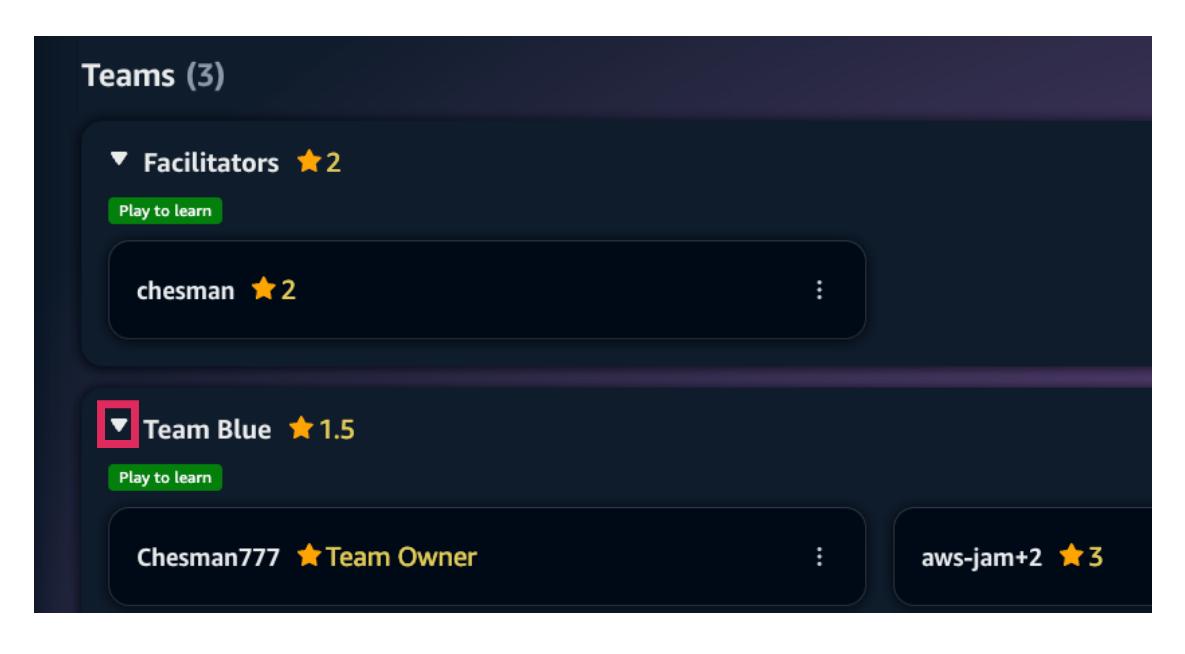 Teams (3)
Facilitators 2
Play to learn
chesman 2
Team Blue 1.5
Play to learn
Chesman777 Team Owner
aws-jam+2 3